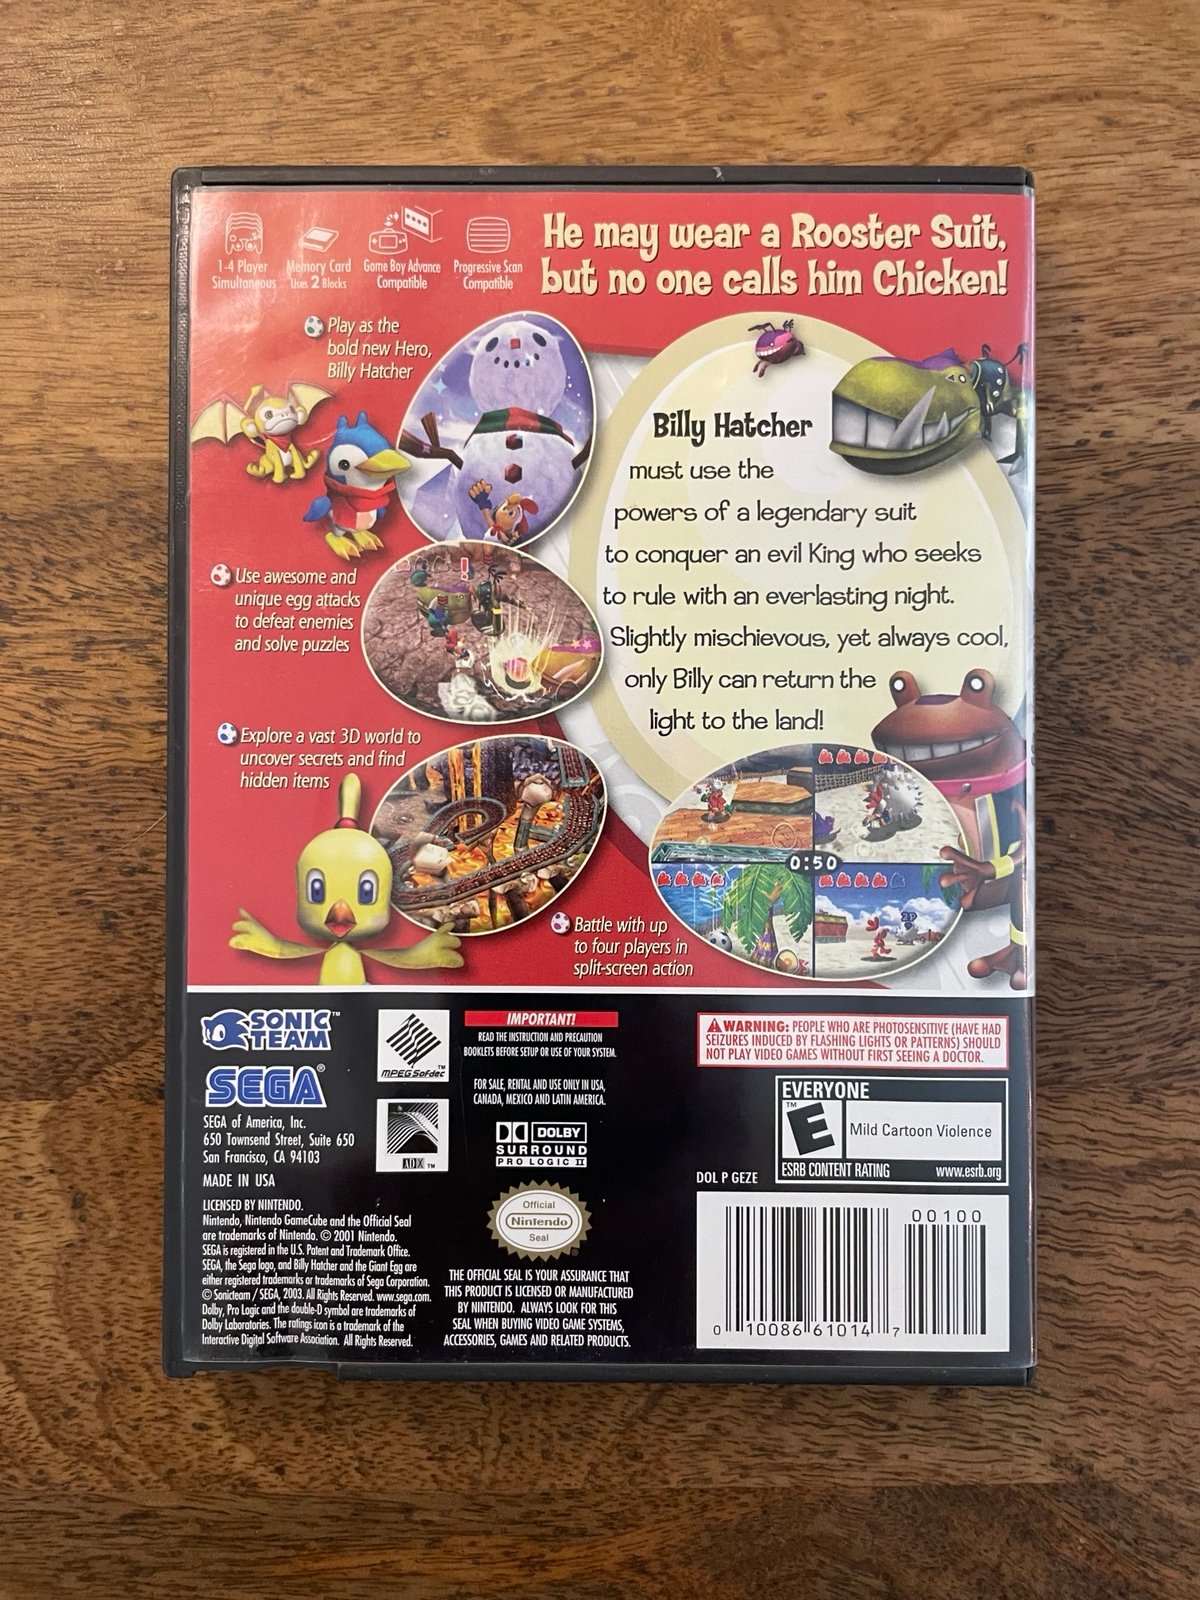 1-4 Player
Simultaneous
Memory Card
Uses 2 Blocks
Game Boy Advance
Compatible
Progressive Scan
Compatible
He may wear a Rooster Suit,
but no one calls him Chicken!
Play as the
bold new Hero,
Billy Hatcher
Billy Hatcher
must use the
powers of a legendary suit
to conquer an evil King who seeks
to rule with an everlasting night.
Slightly mischievous, yet always cool,
only Billy can return the
light to the land!
Use awesome and
unique egg attacks
to defeat enemies
and solve puzzles
Explore a vast 3D world to
uncover secrets and find
hidden items
0:50
2P
Battle with up
to four players in
split-screen action
SONIC
TEAM™
SEGA®
SEGA of America, Inc.
650 Townsend Street, Suite 650
San Francisco, CA 94103
MADE IN USA
LICENSED BY NINTENDO.
Nintendo, Nintendo GameCube and the Official Seal
are trademarks of Nintendo. © 2001 Nintendo.
SEGA is registered in the U.S. Patent and Trademark Office.
SEGA, the Sega logo, and Billy Hatcher and the Giant Egg are
either registered trademarks or trademarks of Sega Corporation.
© Sonicteam / SEGA, 2003. All Rights Reserved. www.sega.com.
Dolby, Pro Logic and the double-D symbol are trademarks of
Dolby Laboratories. The ratings icon is a trademark of the
Interactive Digital Software Association. All Rights Reserved.
MPEG Sofdec™
ADX™
IMPORTANT!
READ THE INSTRUCTION AND PRECAUTION
BOOKLETS BEFORE SETUP OR USE OF YOUR SYSTEM.
FOR SALE, RENTAL AND USE ONLY IN USA,
CANADA, MEXICO AND LATIN AMERICA.
DOLBY
SURROUND
PRO LOGIC II
Official
Nintendo
Seal
THE OFFICIAL SEAL IS YOUR ASSURANCE THAT
THIS PRODUCT IS LICENSED OR MANUFACTURED
BY NINTENDO. ALWAYS LOOK FOR THIS
SEAL WHEN BUYING VIDEO GAME SYSTEMS,
ACCESSORIES, GAMES AND RELATED PRODUCTS.
WARNING: PEOPLE WHO ARE PHOTOSENSITIVE (HAVE HAD
SEIZURES INDUCED BY FLASHING LIGHTS OR PATTERNS) SHOULD
NOT PLAY VIDEO GAMES WITHOUT FIRST SEEING A DOCTOR.
EVERYONE
™
E
Mild Cartoon Violence
ESRB CONTENT RATING www.esrb.org
DOL P GEZE
00100
0 10086 61014 7